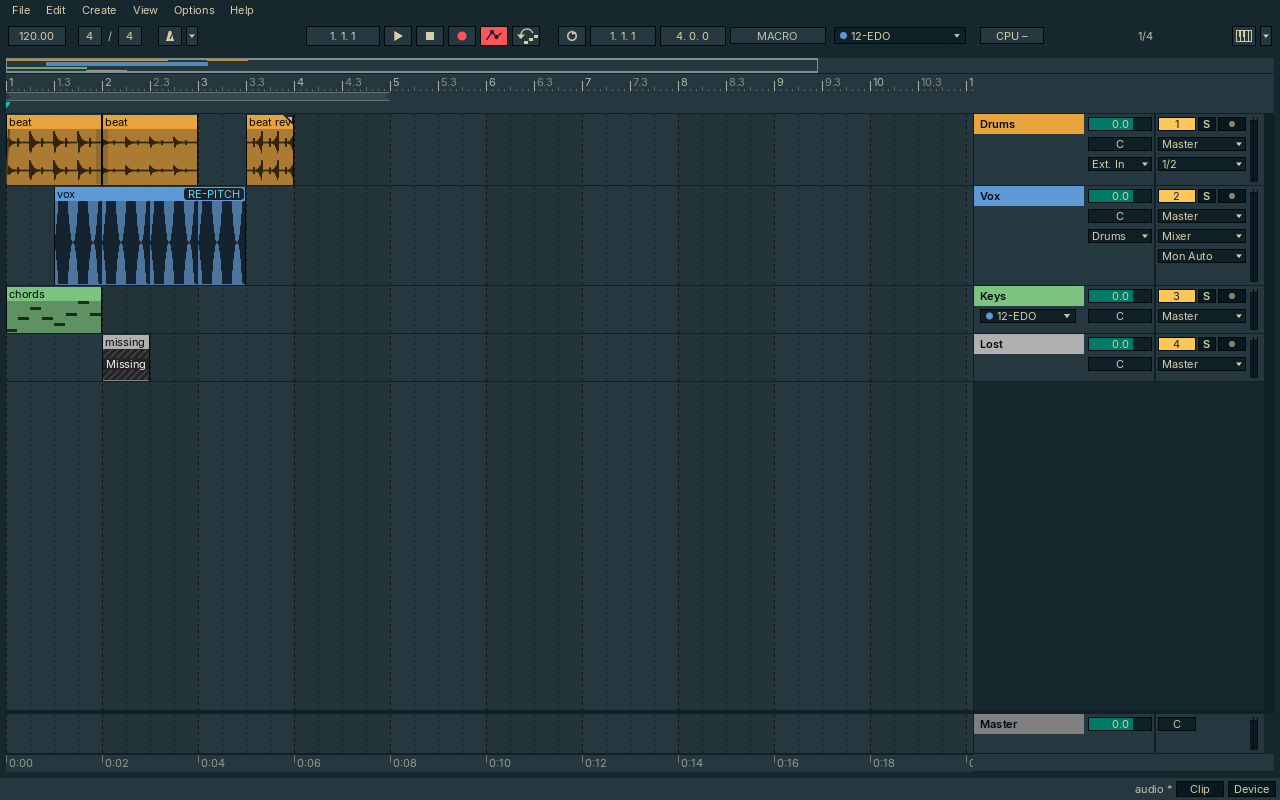 File Edit Create View Options Help
120.00 4 / 4 1. 1. 1 1. 1. 1 4. 0. 0 MACRO 12-EDO CPU – 1/4
1 1.3 2 2.3 3 3.3 4 4.3 5 5.3 6 6.3 7 7.3 8 8.3 9 9.3 10 10.3 1
beat beat beat rev Drums 0.0 1 S
C Master
Ext. In 1/2
vox RE-PITCH Vox 0.0 2 S
C Master
Drums Mixer
Mon Auto
chords Keys 0.0 3 S
12-EDO C Master
missing Lost 0.0 4 S
Missing C Master
Master 0.0 C
0:00 0:02 0:04 0:06 0:08 0:10 0:12 0:14 0:16 0:18
audio * Clip Device